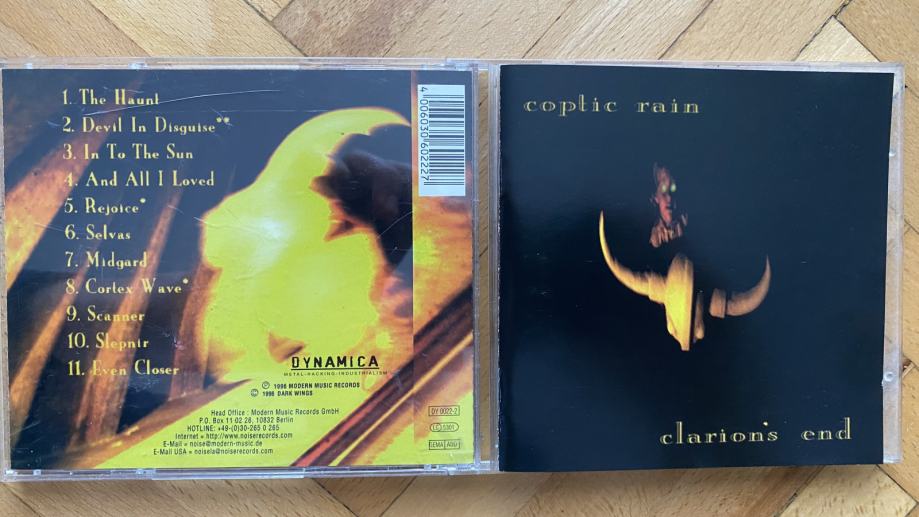 1. The Haunt
2. Devil In Disguise**
3. In To The Sun
4. And All I Loved
5. Rejoice*
6. Selvas
7. Midgard
8. Cortex Wave*
9. Scanner
10. Slepnir
11. Even Closer
DYNAMICA
METAL-RACKING-INDUSTRIALISM
℗ 1996 MODERN MUSIC RECORDS
© 1996 DARK WINGS
Head Office : Modern Music Records GmbH
P.O. Box 11 02 28, 10832 Berlin
HOTLINE: +49-(0)30-265 0 265
Internet = http://www.noiserecords.com
E-Mail = noise@modern-music.de
E-Mail USA = noisela@noiserecords.com
4 006030 602227
DY 0022-2
LC 5301
GEMA
coptic rain
clarion's end